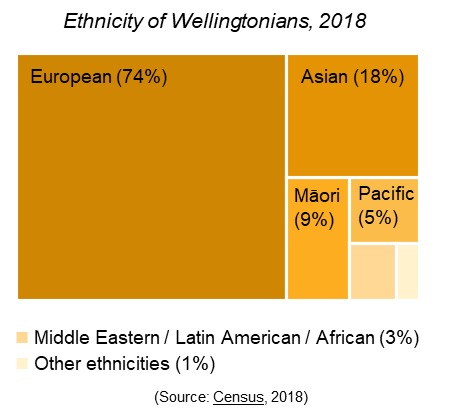 Ethnicity of Wellingtonians, 2018
European (74%)
Asian (18%)
Māori
(9%)
Pacific
(5%)
Middle Eastern / Latin American / African (3%)
Other ethnicities (1%)
(Source: Census, 2018)